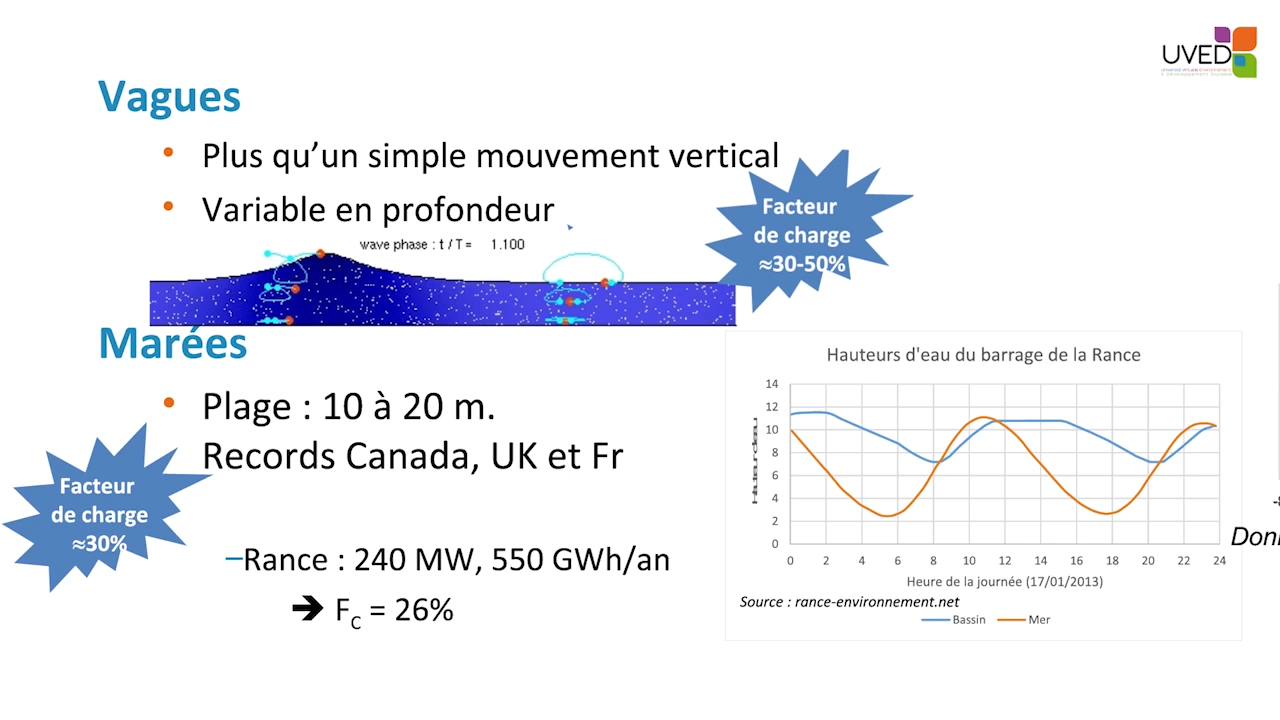 UVED
Vagues
• Plus qu’un simple mouvement vertical
• Variable en profondeur
Facteur
de charge
≈30-50%
wave phase : t / T = 1.100
Marées
• Plage : 10 à 20 m.
Records Canada, UK et Fr
Facteur
de charge
≈30%
–Rance : 240 MW, 550 GWh/an
➔ FC = 26%
Hauteurs d'eau du barrage de la Rance
14
12
10
8
6
4
2
0
0 2 4 6 8 10 12 14 16 18 20 22 24
Heure de la journée (17/01/2013)
Source : rance-environnement.net
Bassin Mer